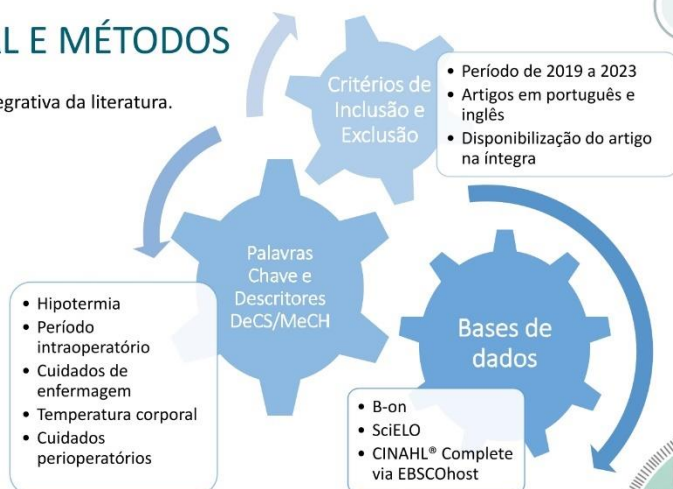 AL E MÉTODOS
egrativa da literatura.
Critérios de
Inclusão e
Exclusão
• Período de 2019 a 2023
• Artigos em português e
inglês
• Disponibilização do artigo
na íntegra
Palavras
Chave e
Descritores
DeCS/MeCH
• Hipotermia
• Período
intraoperatório
• Cuidados de
enfermagem
• Temperatura corporal
• Cuidados
perioperatórios
Bases de
dados
• B-on
• SciELO
• CINAHL® Complete
via EBSCOhost